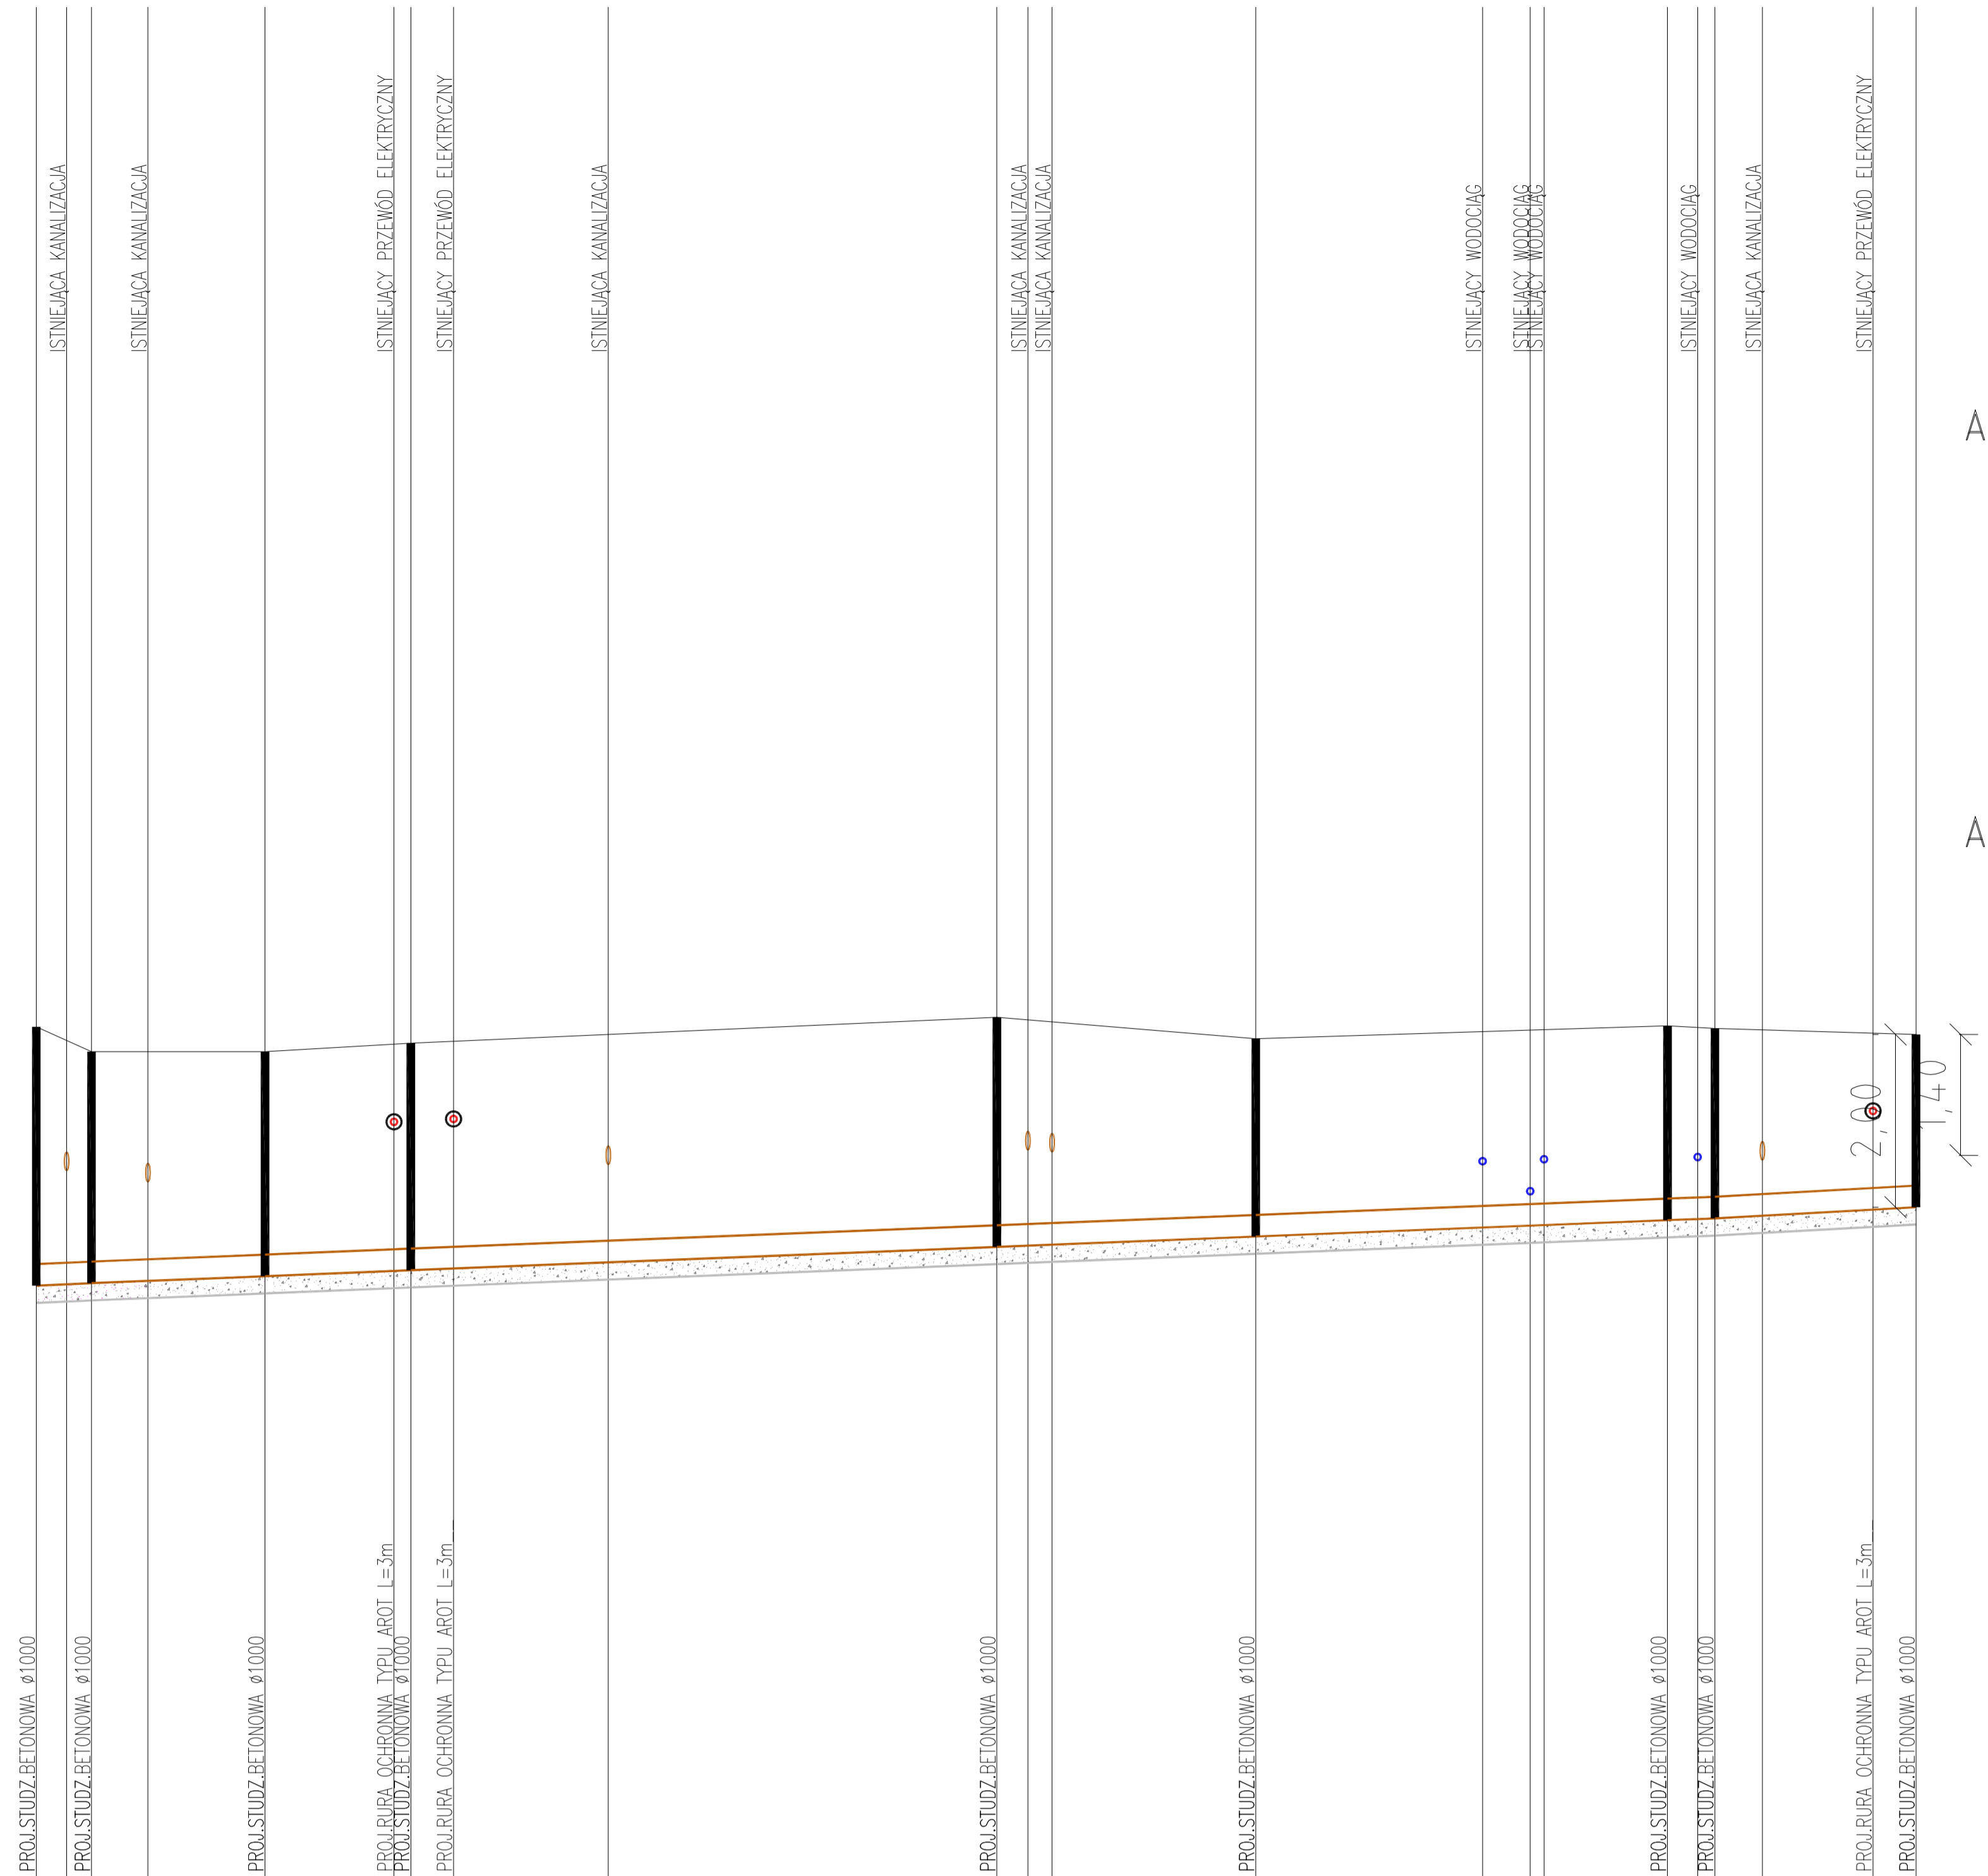 ISTNIEJĄCA KANALIZACJA
ISTNIEJĄCA KANALIZACJA
ISTNIEJĄCY PRZEWÓD ELEKTRYCZNY
ISTNIEJĄCY PRZEWÓD ELEKTRYCZNY
ISTNIEJĄCA KANALIZACJA
ISTNIEJĄCA KANALIZACJA
ISTNIEJĄCA KANALIZACJA
ISTNIEJĄCY WODOCIĄG
ISTNIEJĄCY WODOCIĄG
ISTNIEJĄCY WODOCIĄG
ISTNIEJĄCY WODOCIĄG
ISTNIEJĄCA KANALIZACJA
ISTNIEJĄCY PRZEWÓD ELEKTRYCZNY
A
A
2,00
1,40
PROJ.STUDZ.BETONOWA ø1000
PROJ.STUDZ.BETONOWA ø1000
PROJ.STUDZ.BETONOWA ø1000
PROJ.RURA OCHRONNA TYPU AROT L=3m
PROJ.STUDZ.BETONOWA ø1000
PROJ.RURA OCHRONNA TYPU AROT L=3m__
PROJ.STUDZ.BETONOWA ø1000
PROJ.STUDZ.BETONOWA ø1000
PROJ.STUDZ.BETONOWA ø1000
PROJ.STUDZ.BETONOWA ø1000
PROJ.RURA OCHRONNA TYPU AROT L=3m__
PROJ.STUDZ.BETONOWA ø1000